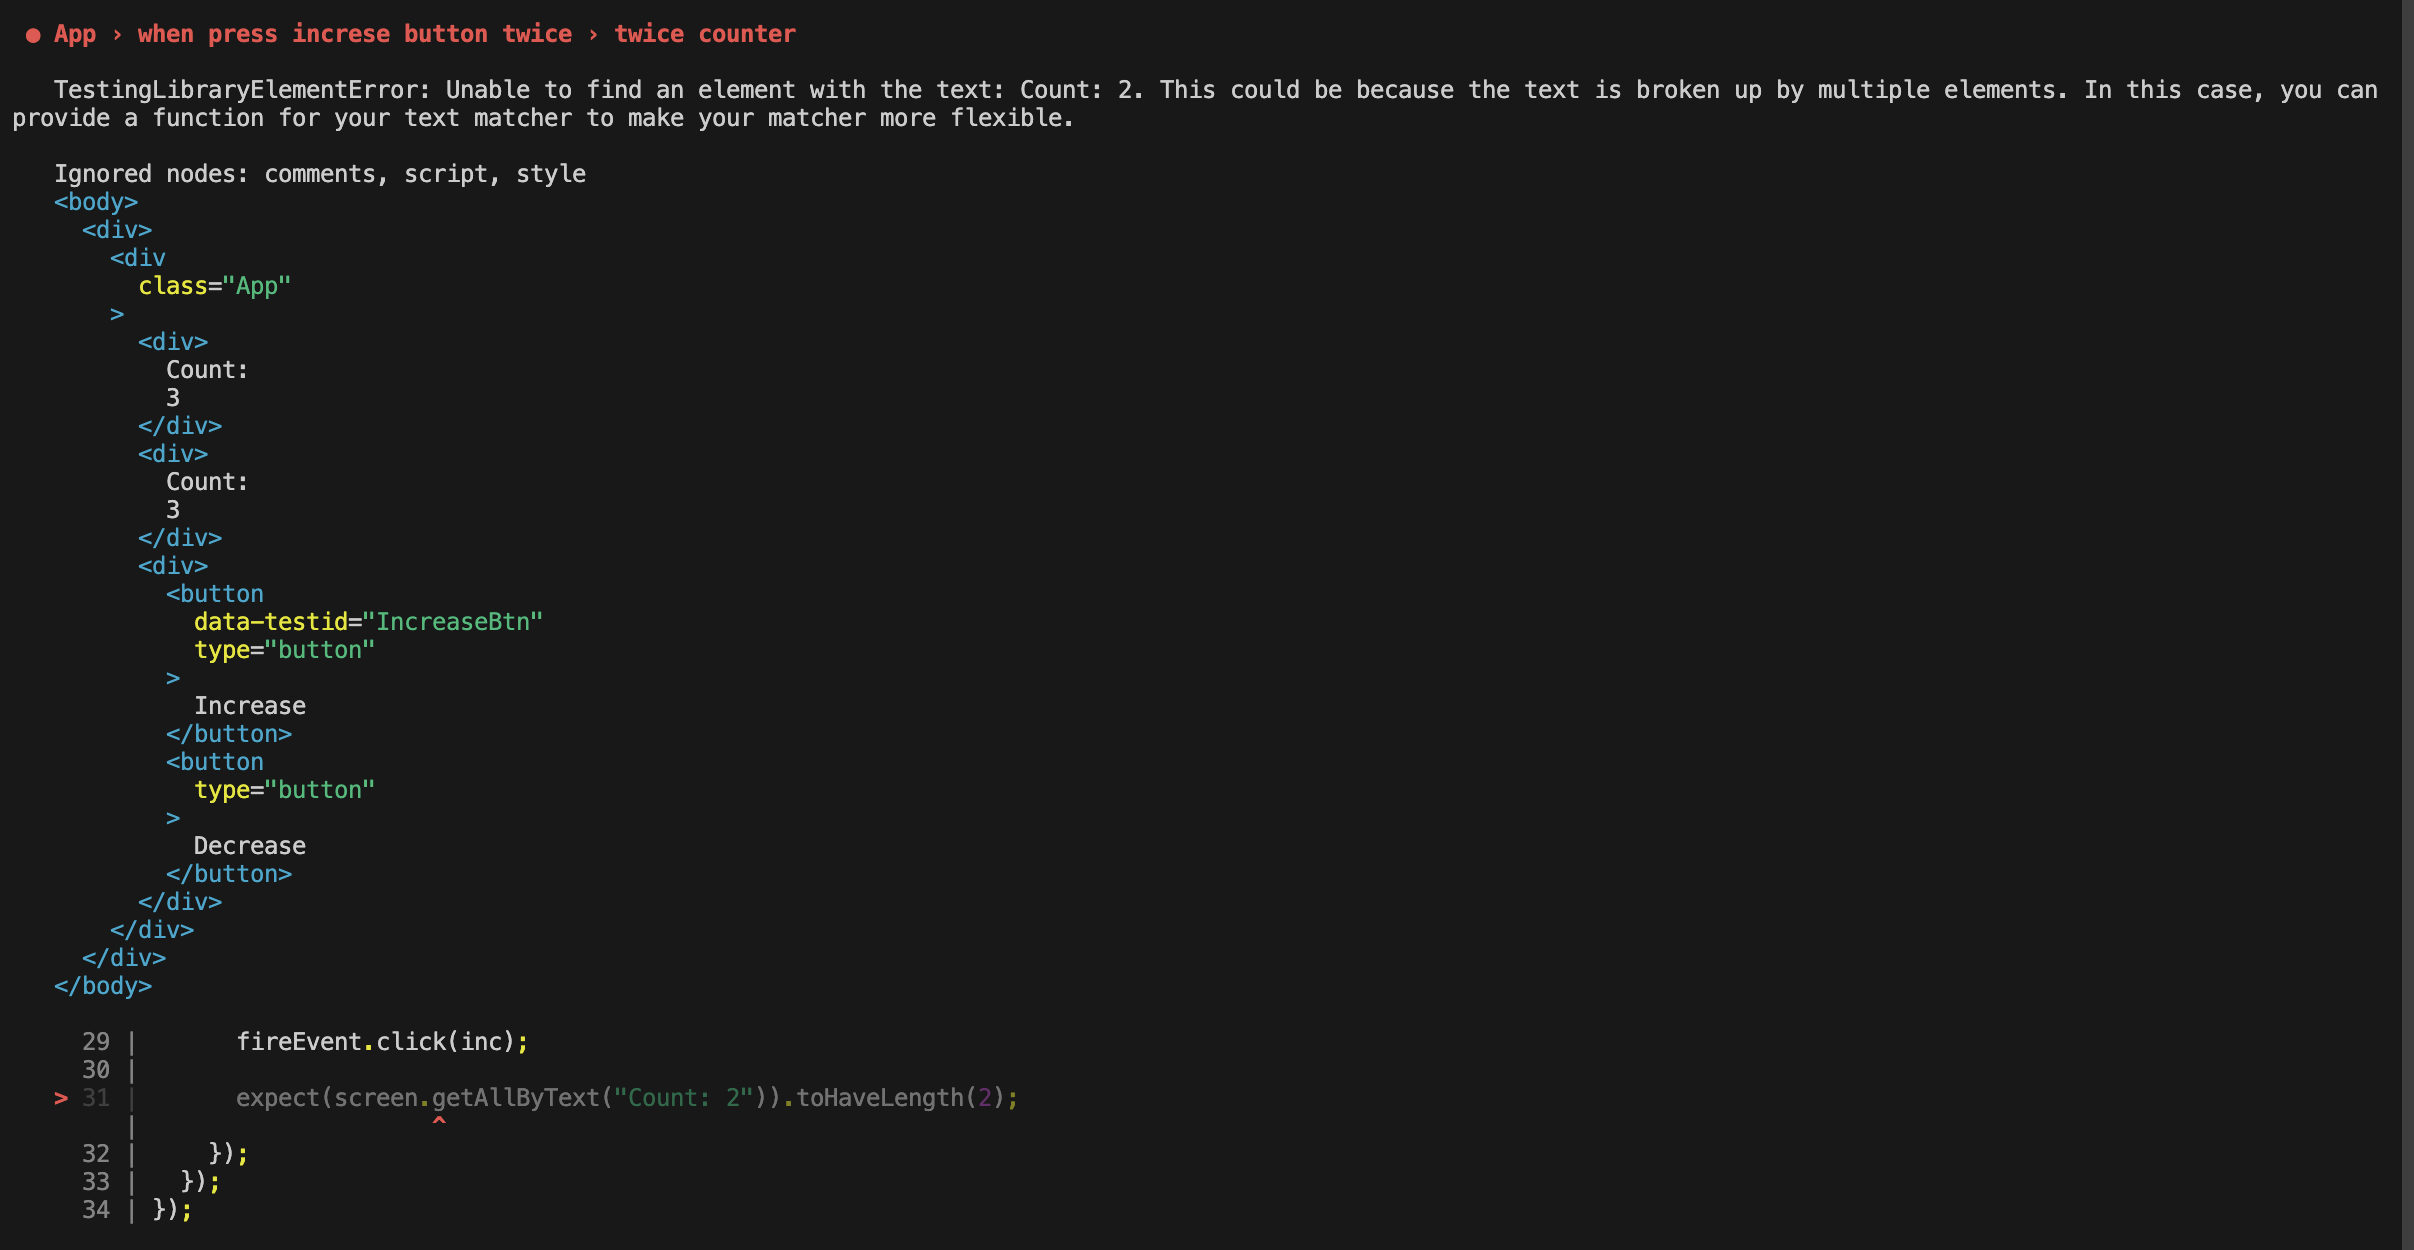 ● App › when press increse button twice › twice counter
TestingLibraryElementError: Unable to find an element with the text: Count: 2. This could be because the text is broken up by multiple elements. In this case, you can
provide a function for your text matcher to make your matcher more flexible.
Ignored nodes: comments, script, style
<body>
<div>
<div
class="App"
>
<div>
Count:
3
</div>
<div>
Count:
3
</div>
<div>
<button
data-testid="IncreaseBtn"
type="button"
>
Increase
</button>
<button
type="button"
>
Decrease
</button>
</div>
</div>
</div>
</body>
29 | fireEvent.click(inc);
30 |
> 31 | expect(screen.getAllByText("Count: 2")).toHaveLength(2);
| ^
32 | });
33 | });
34 | });